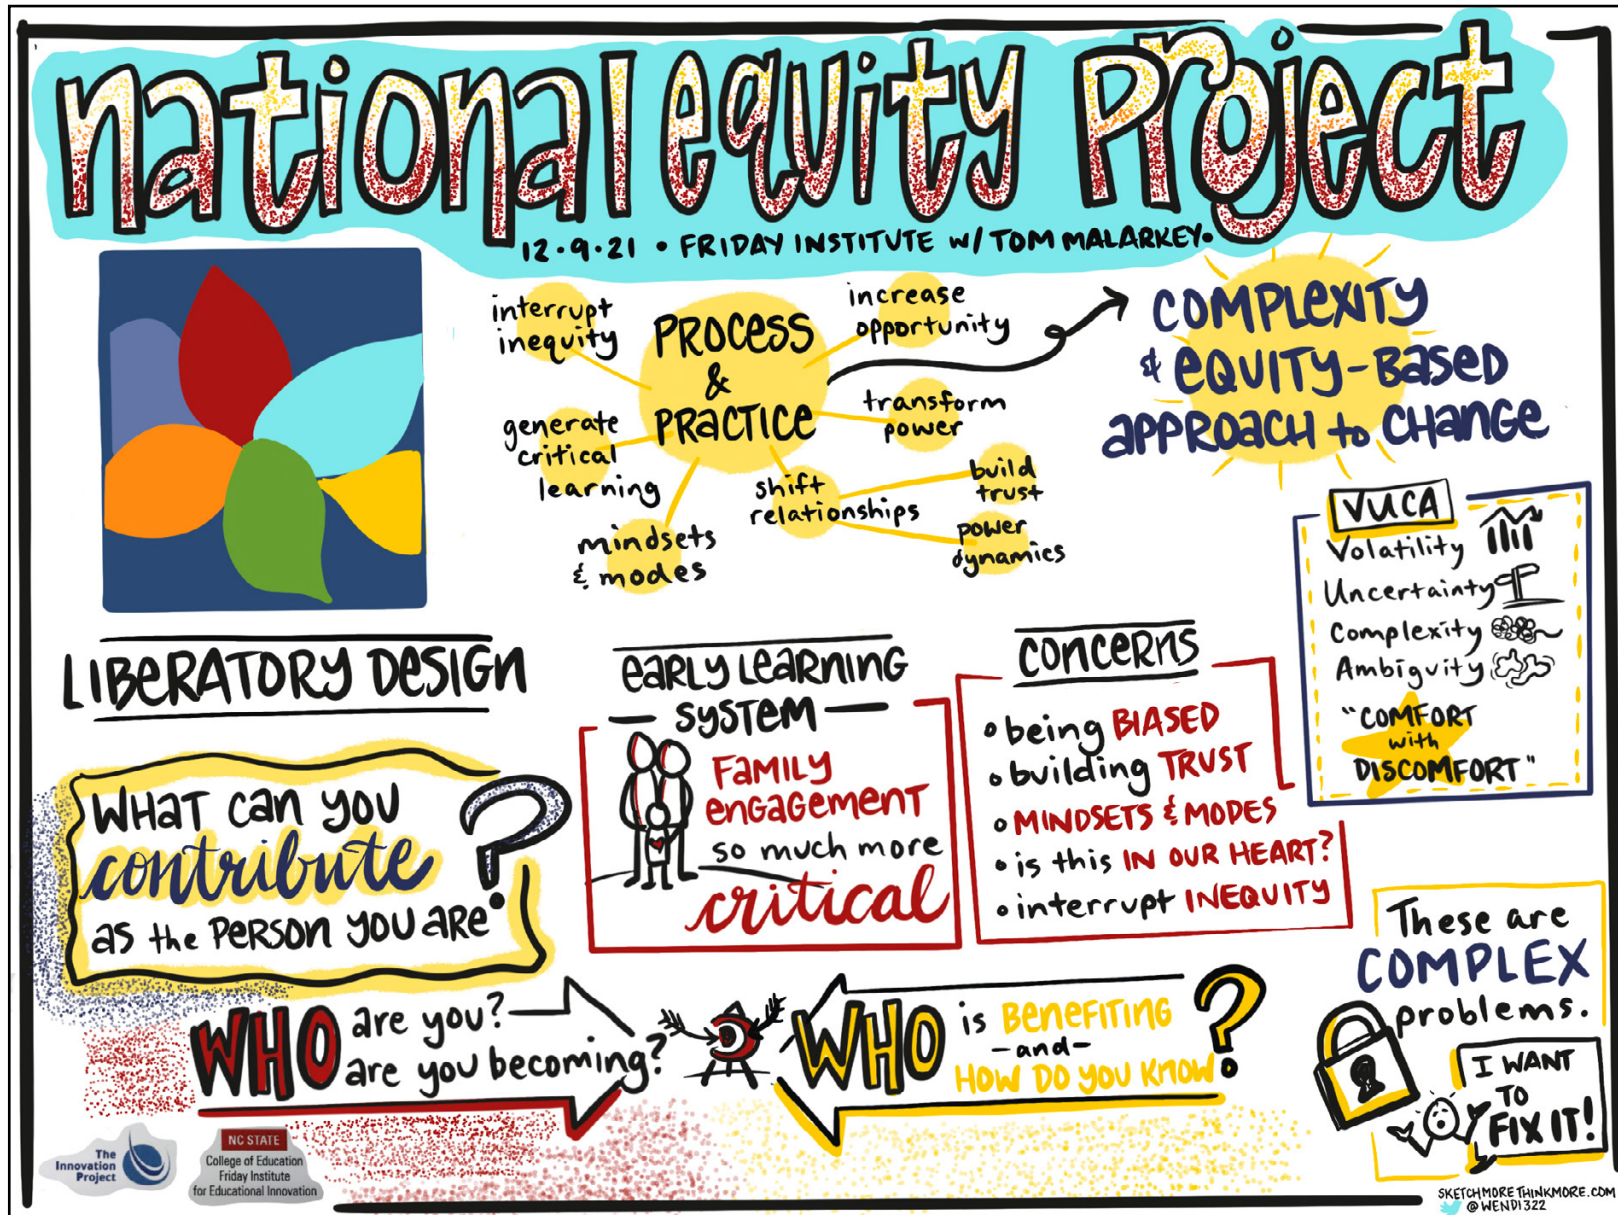 national equity Project
12•9•21 • FRIDAY INSTITUTE W/ TOM MALARKEY•
interrupt
inequity
PROCESS
&
PRACTICE
increase
opportunity
generate
critical
learning
transform
power
mindsets
& modes
shift
relationships
build
trust
power
dynamics
COMPLEXITY
& EQUITY-BASED
APPROACH to CHANGE
VUCA
Volatility
Uncertainty
Complexity
Ambiguity
"COMFORT
with
DISCOMFORT"
LIBERATORY DESIGN
WHAT can you
contribute
as the PERSON YOU ARE?
EARLY LEARNING
— SYSTEM —
FAMILY
ENGAGEMENT
so much more
critical
CONCERNS
• being BIASED
• building TRUST
• MINDSETS & MODES
• is this IN OUR HEART?
• interrupt INEQUITY
WHO are you?
are you becoming?
WHO is BENEFITING
-and-
HOW DO YOU KNOW?
These are
COMPLEX
problems.
I WANT
TO
FIX IT!
The
Innovation
Project
NC STATE
College of Education
Friday Institute
for Educational Innovation
SKETCHMORETHINKMORE.COM
@WENDI322